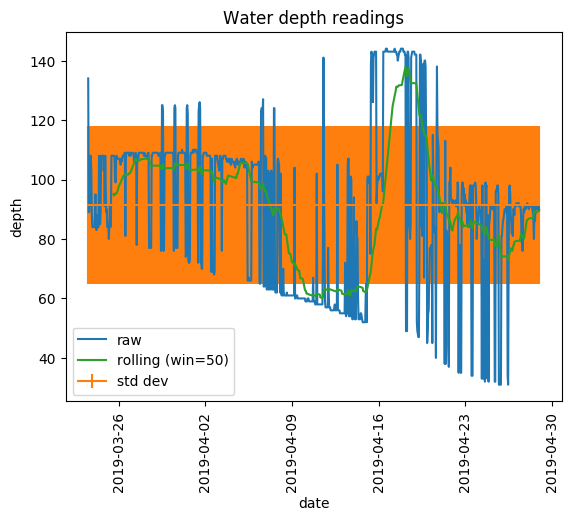 Water depth readings
140
120
100
80
60
40
depth
raw
rolling (win=50)
std dev
2019-03-26
2019-04-02
2019-04-09
2019-04-16
2019-04-23
2019-04-30
date